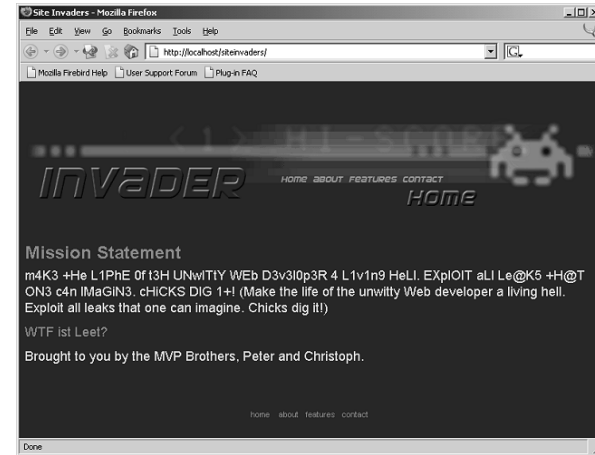 Site Invaders - Mozilla Firefox
File Edit View Go Bookmarks Tools Help
http://localhost/siteinvaders/
G
Mozilla Firebird Help User Support Forum Plug-in FAQ
< 1 > HI-SCORE
INVADER
Home about features contact
Home
Mission Statement
m4K3 +He L1PhE 0f t3H UNwITtY WEb D3v3l0p3R 4 L1v1n9 HeLl. EXplOIT aLl Le@K5 +H@T
ON3 c4n IMaGiN3. cHiCKS DIG 1+! (Make the life of the unwitty Web developer a living hell.
Exploit all leaks that one can imagine. Chicks dig it!)
WTF ist Leet?
Brought to you by the MVP Brothers, Peter and Christoph.
home about features contact
Done